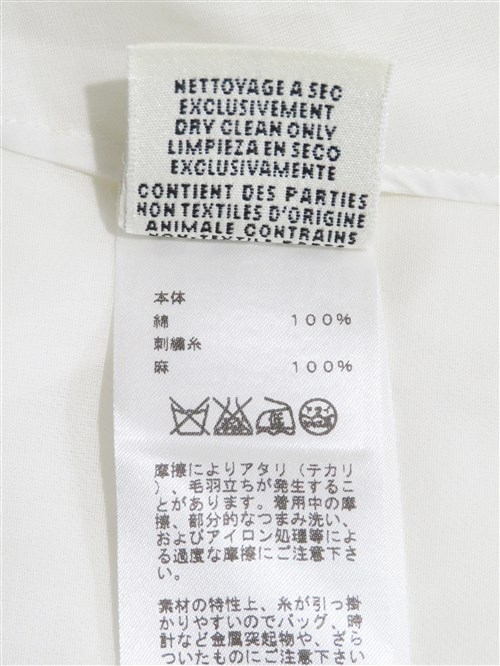 NETTOYAGE A SEC
EXCLUSIVEMENT
DRY CLEAN ONLY
LIMPIEZA EN SECO
EXCLUSIVAMENTE
CONTIENT DES PARTIES
NON TEXTILES D'ORIGINE
ANIMALE CONTRAINS
本体
綿 100%
刺繍糸
麻 100%
摩擦によりアタリ(テカリ
)、毛羽立ちが発生するこ
とがあります。着用中の摩
擦、部分的なつまみ洗い、
およびアイロン処理等によ
る過度な摩擦にご注意下さ
い。
素材の特性上、糸が引っ掛
かりやすいのでバッグ、時
計など金属突起物や、ざら
ついたものにご注意下さい